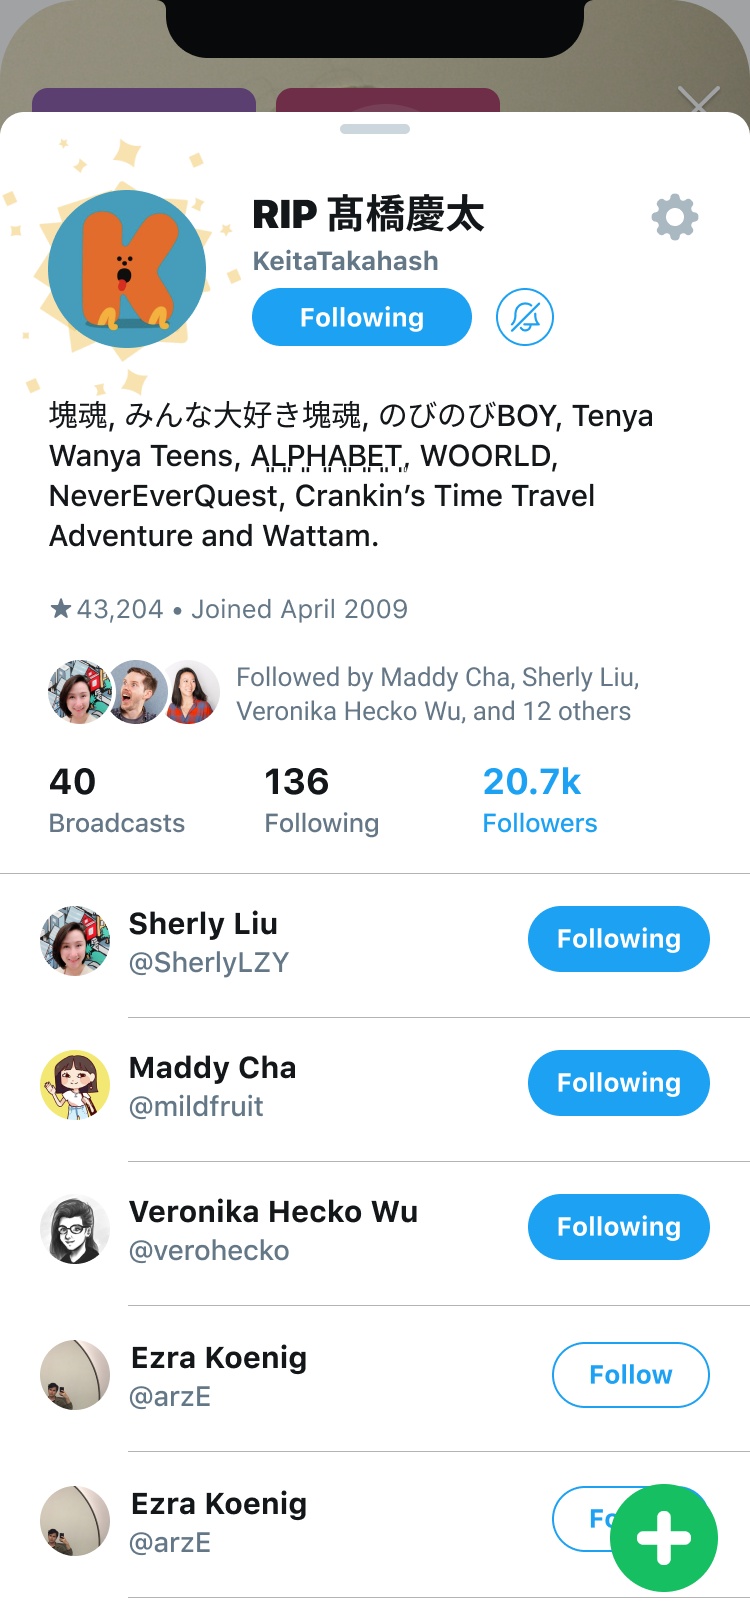 RIP 髙橋慶太
KeitaTakahash
Following
塊魂, みんな大好き塊魂, のびのびBOY, Tenya
Wanya Teens, AL̈P̈ḦÄB̈ËT̈, WOORLD,
NeverEverQuest, Crankin’s Time Travel
Adventure and Wattam.
★43,204 • Joined April 2009
Followed by Maddy Cha, Sherly Liu,
Veronika Hecko Wu, and 12 others
40 136 20.7k
Broadcasts Following Followers
Sherly Liu
@SherlyLZY
Following
Maddy Cha
@mildfruit
Following
Veronika Hecko Wu
@verohecko
Following
Ezra Koenig
@arzE
Follow
Ezra Koenig
@arzE